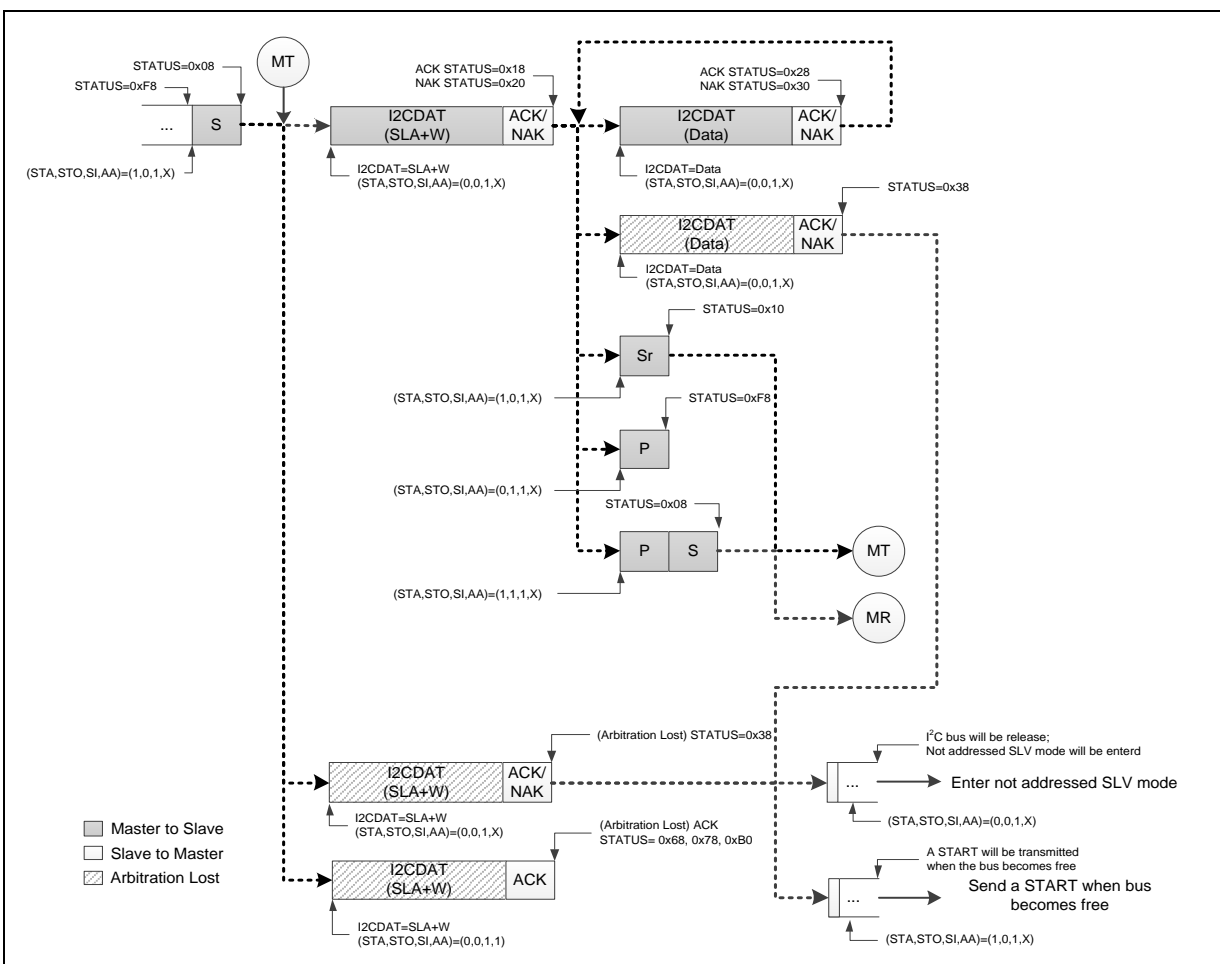 STATUS=0x08
MT
STATUS=0xF8
ACK STATUS=0x18
NAK STATUS=0x20
ACK STATUS=0x28
NAK STATUS=0x30
...
S
I2CDAT
(SLA+W)
ACK/
NAK
I2CDAT
(Data)
ACK/
NAK
(STA,STO,SI,AA)=(1,0,1,X)
I2CDAT=SLA+W
(STA,STO,SI,AA)=(0,0,1,X)
I2CDAT=Data
(STA,STO,SI,AA)=(0,0,1,X)
STATUS=0x38
I2CDAT
(Data)
ACK/
NAK
I2CDAT=Data
(STA,STO,SI,AA)=(0,0,1,X)
STATUS=0x10
Sr
(STA,STO,SI,AA)=(1,0,1,X)
STATUS=0xF8
P
(STA,STO,SI,AA)=(0,1,1,X)
STATUS=0x08
P
S
MT
(STA,STO,SI,AA)=(1,1,1,X)
MR
(Arbitration Lost) STATUS=0x38
I2CDAT
(SLA+W)
ACK/
NAK
I2CDAT=SLA+W
(STA,STO,SI,AA)=(0,0,1,X)
I²C bus will be release;
Not addressed SLV mode will be enterd
...
Enter not addressed SLV mode
(STA,STO,SI,AA)=(0,0,1,X)
Master to Slave
Slave to Master
Arbitration Lost
(Arbitration Lost) ACK
STATUS= 0x68, 0x78, 0xB0
I2CDAT
(SLA+W)
ACK
I2CDAT=SLA+W
(STA,STO,SI,AA)=(0,0,1,1)
A START will be transmitted
when the bus becomes free
...
Send a START when bus
becomes free
(STA,STO,SI,AA)=(1,0,1,X)